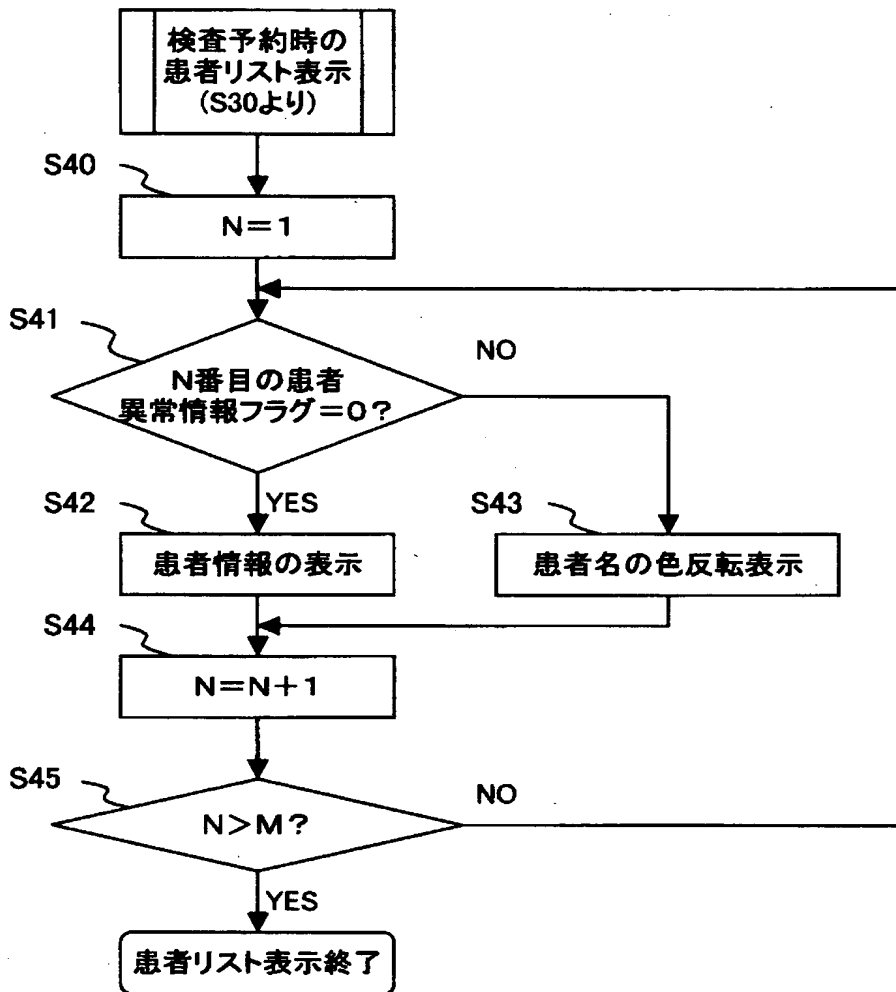 検査予約時の
患者リスト表示
(S30より)
S40
N=1
S41
N番目の患者
異常情報フラグ=0?
NO
YES
S42
患者情報の表示
S43
患者名の色反転表示
S44
N=N+1
S45
N>M?
NO
YES
患者リスト表示終了